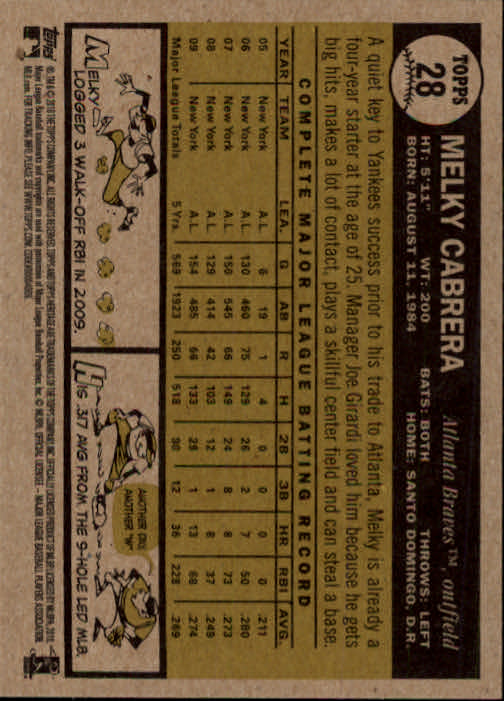 TOPPS
28
MELKY CABRERA
Atlanta Braves™, outfield
HT: 5'11" WT: 200 BATS: BOTH THROWS: LEFT
BORN: AUGUST 11, 1984 HOME: SANTO DOMINGO, D.R.
A quiet key to Yankees success prior to his trade to Atlanta, Melky is already a
four-year starter at the age of 25. Manager Joe Girardi loved him because he gets
big hits, makes a lot of contact, plays a skillful center field and can steal a base.
COMPLETE MAJOR LEAGUE BATTING RECORD
YEAR TEAM LEA. G AB R H 2B 3B HR RBI AVG.
05 New York A.L. 6 19 1 4 0 0 0 0 .211
06 New York A.L. 130 460 75 129 26 2 7 50 .280
07 New York A.L. 150 545 66 149 24 8 8 73 .273
08 New York A.L. 129 414 42 103 12 1 8 37 .249
09 New York A.L. 154 485 66 133 28 1 13 68 .274
Major League Totals 5 Yrs. 569 1923 250 518 90 12 36 228 .269
MELKY
LOGGED 3 WALK-OFF RBI IN 2009.
ANOTHER DAY,
ANOTHER "W"
HIS .317 AVG FROM THE 9-HOLE LED MLB.
Topps